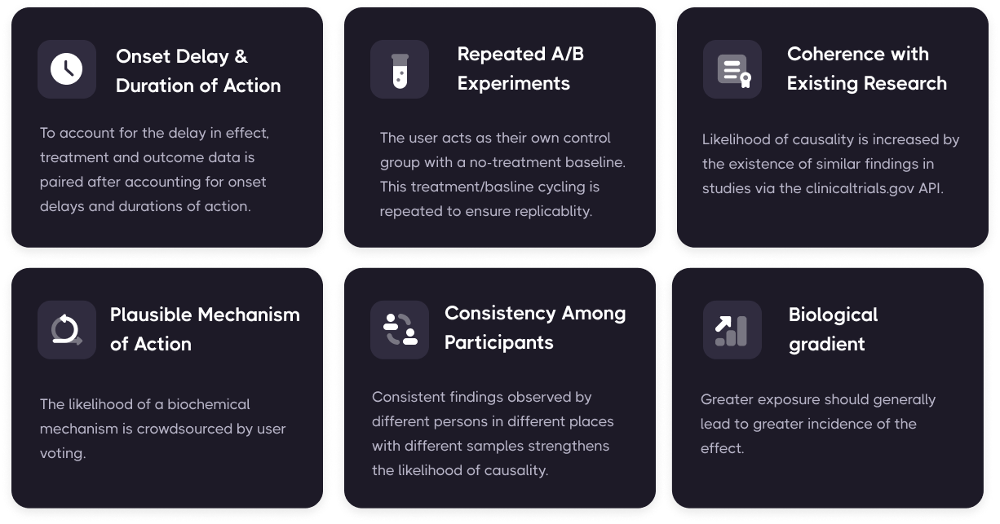 Onset Delay &
Duration of Action
To account for the delay in effect,
treatment and outcome data is
paired after accounting for onset
delays and durations of action.
Repeated A/B
Experiments
The user acts as their own control
group with a no-treatment baseline.
This treatment/basline cycling is
repeated to ensure replicablity.
Coherence with
Existing Research
Likelihood of causality is increased by
the existence of similar findings in
studies via the clinicaltrials.gov API.
Plausible Mechanism
of Action
The likelihood of a biochemical
mechanism is crowdsourced by user
voting.
Consistency Among
Participants
Consistent findings observed by
different persons in different places
with different samples strengthens
the likelihood of causality.
Biological
gradient
Greater exposure should generally
lead to greater incidence of the
effect.